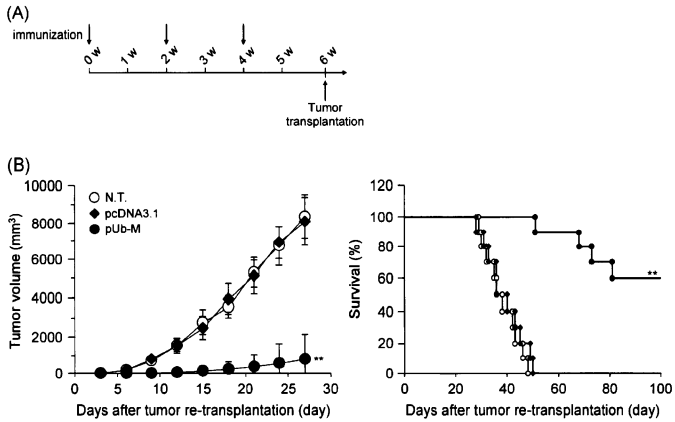 (A)
immunization
0 w 1 w 2 w 3 w 4 w 5 w 6 w
Tumor
transplantation
(B)
10000
8000
6000
4000
2000
0
Tumor volume (mm³)
N.T.
pcDNA3.1
pUb-M
**
0 5 10 15 20 25 30
Days after tumor re-transplantation (day)
120
100
80
60
40
20
0
Survival (%)
**
0 20 40 60 80 100
Days after tumor re-transplantation (day)